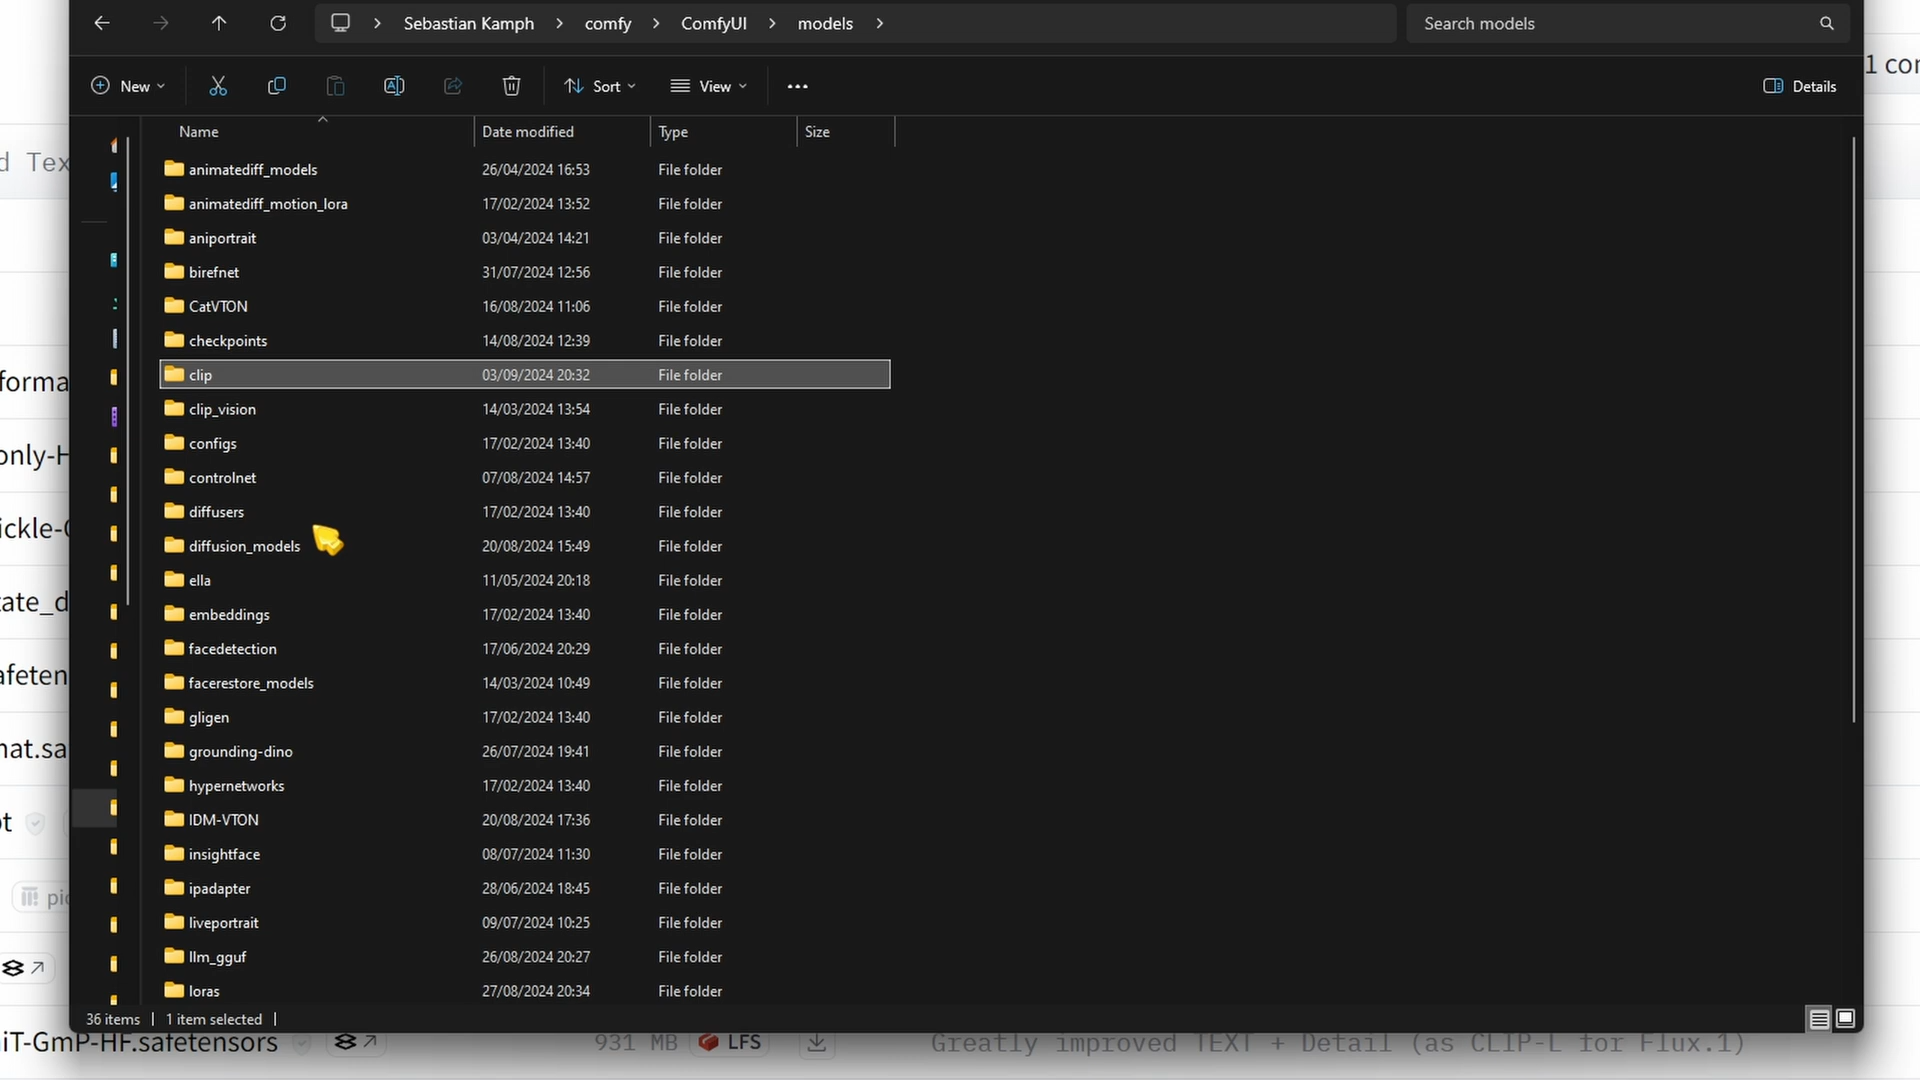 Sebastian Kamph > comfy > ComfyUI > models >
Search models
New
Sort
View
Details
Name
Date modified
Type
Size
animatediff_models 26/04/2024 16:53 File folder
animatediff_motion_lora 17/02/2024 13:52 File folder
aniportrait 03/04/2024 14:21 File folder
birefnet 31/07/2024 12:56 File folder
CatVTON 16/08/2024 11:06 File folder
checkpoints 14/08/2024 12:39 File folder
clip 03/09/2024 20:32 File folder
clip_vision 14/03/2024 13:54 File folder
configs 17/02/2024 13:40 File folder
controlnet 07/08/2024 14:57 File folder
diffusers 17/02/2024 13:40 File folder
diffusion_models 20/08/2024 15:49 File folder
ella 11/05/2024 20:18 File folder
embeddings 17/02/2024 13:40 File folder
facedetection 17/06/2024 20:29 File folder
facerestore_models 14/03/2024 10:49 File folder
gligen 17/02/2024 13:40 File folder
grounding-dino 26/07/2024 19:41 File folder
hypernetworks 17/02/2024 13:40 File folder
IDM-VTON 20/08/2024 17:36 File folder
insightface 08/07/2024 11:30 File folder
ipadapter 28/06/2024 18:45 File folder
liveportrait 09/07/2024 10:25 File folder
llm_gguf 26/08/2024 20:27 File folder
loras 27/08/2024 20:34 File folder
36 items | 1 item selected |
iT-GmP-HF.safetensors 931 MB LFS Greatly improved TEXT + Detail (as CLIP-L for Flux.1)